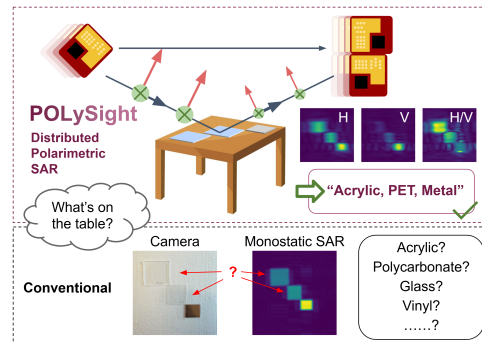 POLySight
Distributed
Polarimetric
SAR
H
V
H/V
“Acrylic, PET, Metal”
What’s on
the table?
Conventional
Camera
Monostatic SAR
?
Acrylic?
Polycarbonate?
Glass?
Vinyl?
......?